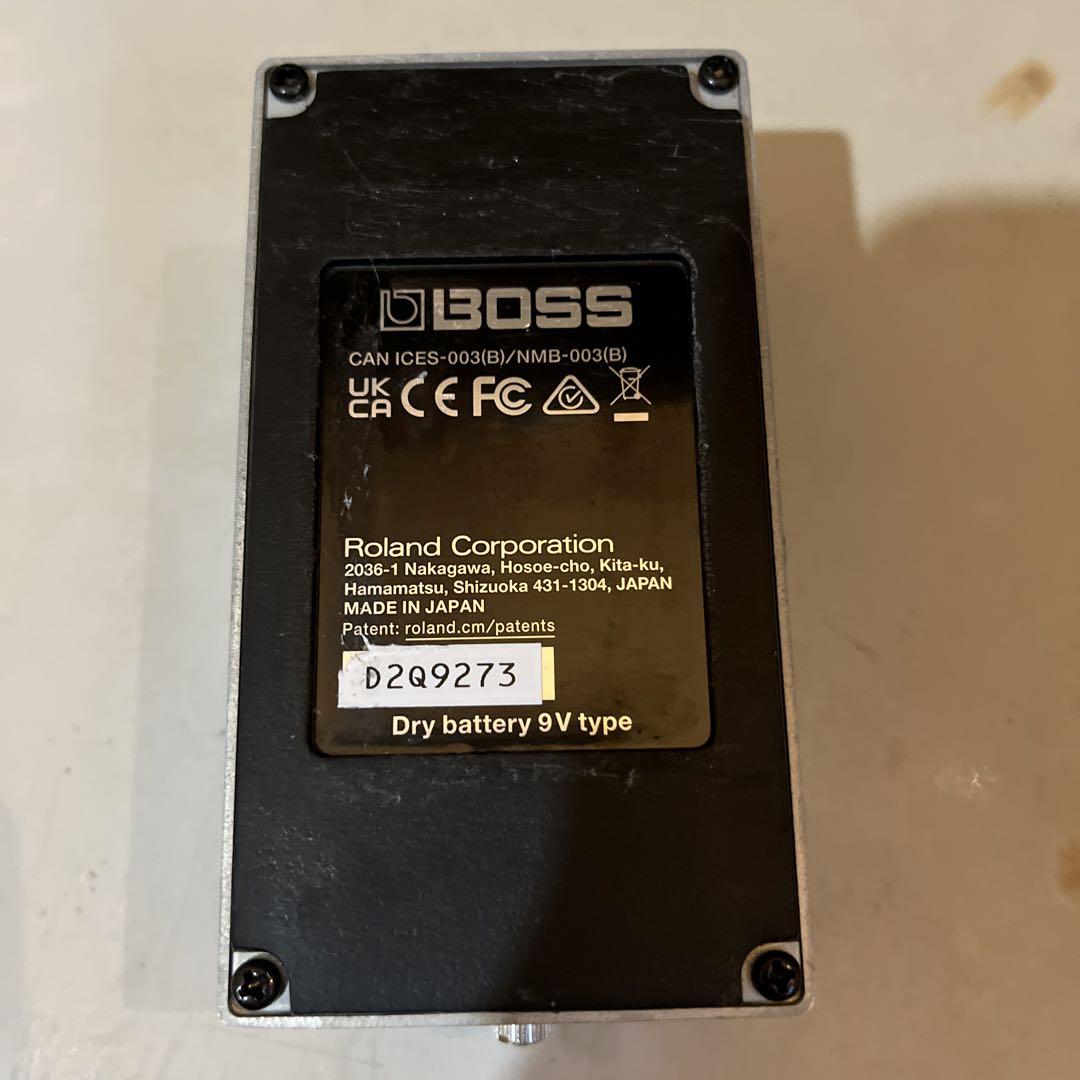 BOSS
CAN ICES-003(B)/NMB-003(B)
UK
CA CE FC
Roland Corporation
2036-1 Nakagawa, Hosoe-cho, Kita-ku,
Hamamatsu, Shizuoka 431-1304, JAPAN
MADE IN JAPAN
Patent: roland.cm/patents
D2Q9273
Dry battery 9V type